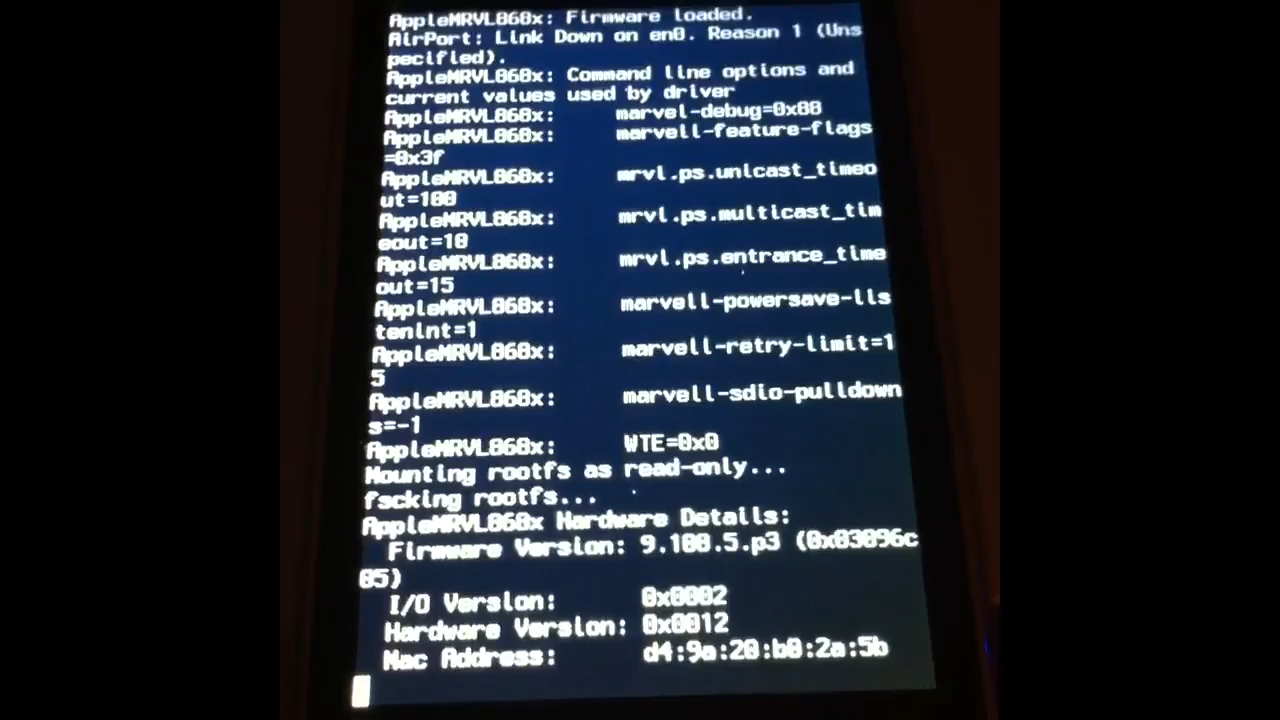 AppleMRVL868x: Firmware loaded.
AirPort: Link Down on en0. Reason 1 (Uns
pecified).
AppleMRVL868x: Command line options and
current values used by driver
AppleMRVL868x:     marvel-debug=0x88
AppleMRVL868x:     marvell-feature-flags
=0x3f
AppleMRVL868x:     mrvl.ps.unicast_timeo
ut=100
AppleMRVL868x:     mrvl.ps.multicast_tim
eout=10
AppleMRVL868x:     mrvl.ps.entrance_time
out=15
AppleMRVL868x:     marvell-powersave-lis
tenint=1
AppleMRVL868x:     marvell-retry-limit=1
5
AppleMRVL868x:     marvell-sdio-pulldown
s=-1
AppleMRVL868x:     WTE=0x0
Mounting rootfs as read-only...
fscking rootfs...
AppleMRVL868x Hardware Details:
Firmware Version: 9.100.5.p3 (0x03096c
05)
I/O Version:      0x0002
Hardware Version: 0x0012
Mac Address:      d4:9a:20:b0:2a:5b